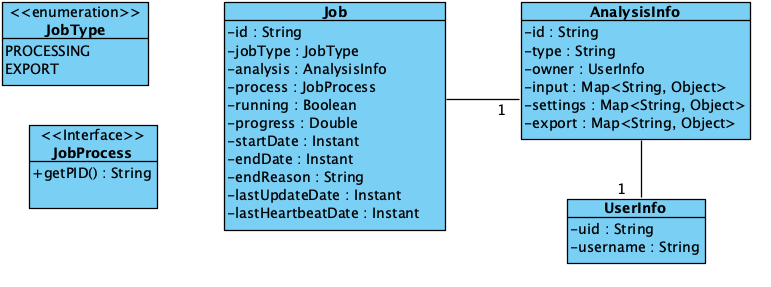 <<enumeration>>
JobType
PROCESSING
EXPORT
<<Interface>>
JobProcess
+getPID() : String
Job
-id : String
-jobType : JobType
-analysis : AnalysisInfo
-process : JobProcess
-running : Boolean
-progress : Double
-startDate : Instant
-endDate : Instant
-endReason : String
-lastUpdateDate : Instant
-lastHeartbeatDate : Instant
1
AnalysisInfo
-id : String
-type : String
-owner : UserInfo
-input : Map<String, Object>
-settings : Map<String, Object>
-export : Map<String, Object>
1
UserInfo
-uid : String
-username : String